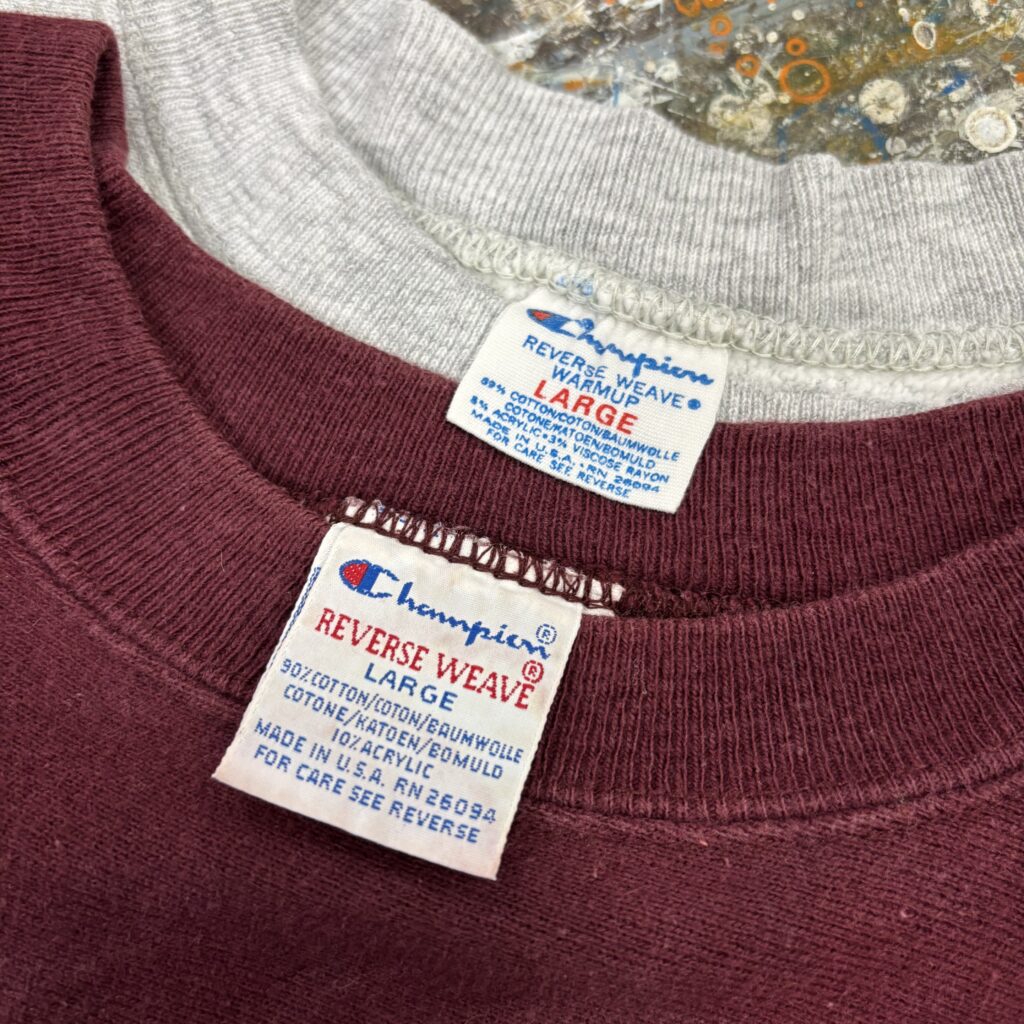 Champion
REVERSE WEAVE®
WARMUP
LARGE
89% COTTON/COTON/BAUMWOLLE
COTONE/KATOEN/BOMULD
8% ACRYLIC•3% VISCOSE RAYON
MADE IN U.S.A. • RN 26094
FOR CARE SEE REVERSE
Champion®
REVERSE WEAVE®
LARGE
90% COTTON/COTON/BAUMWOLLE
COTONE/KATOEN/BOMULD
10% ACRYLIC
MADE IN U.S.A. RN 26094
FOR CARE SEE REVERSE